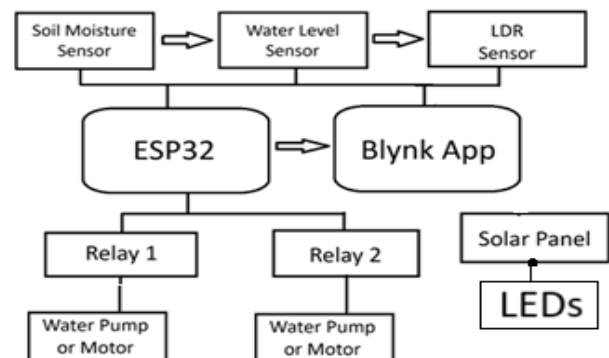 Soil Moisture
Sensor
Water Level
Sensor
LDR
Sensor
ESP32
Blynk App
Relay 1
Relay 2
Solar Panel
LEDs
Water Pump
or Motor
Water Pump
or Motor